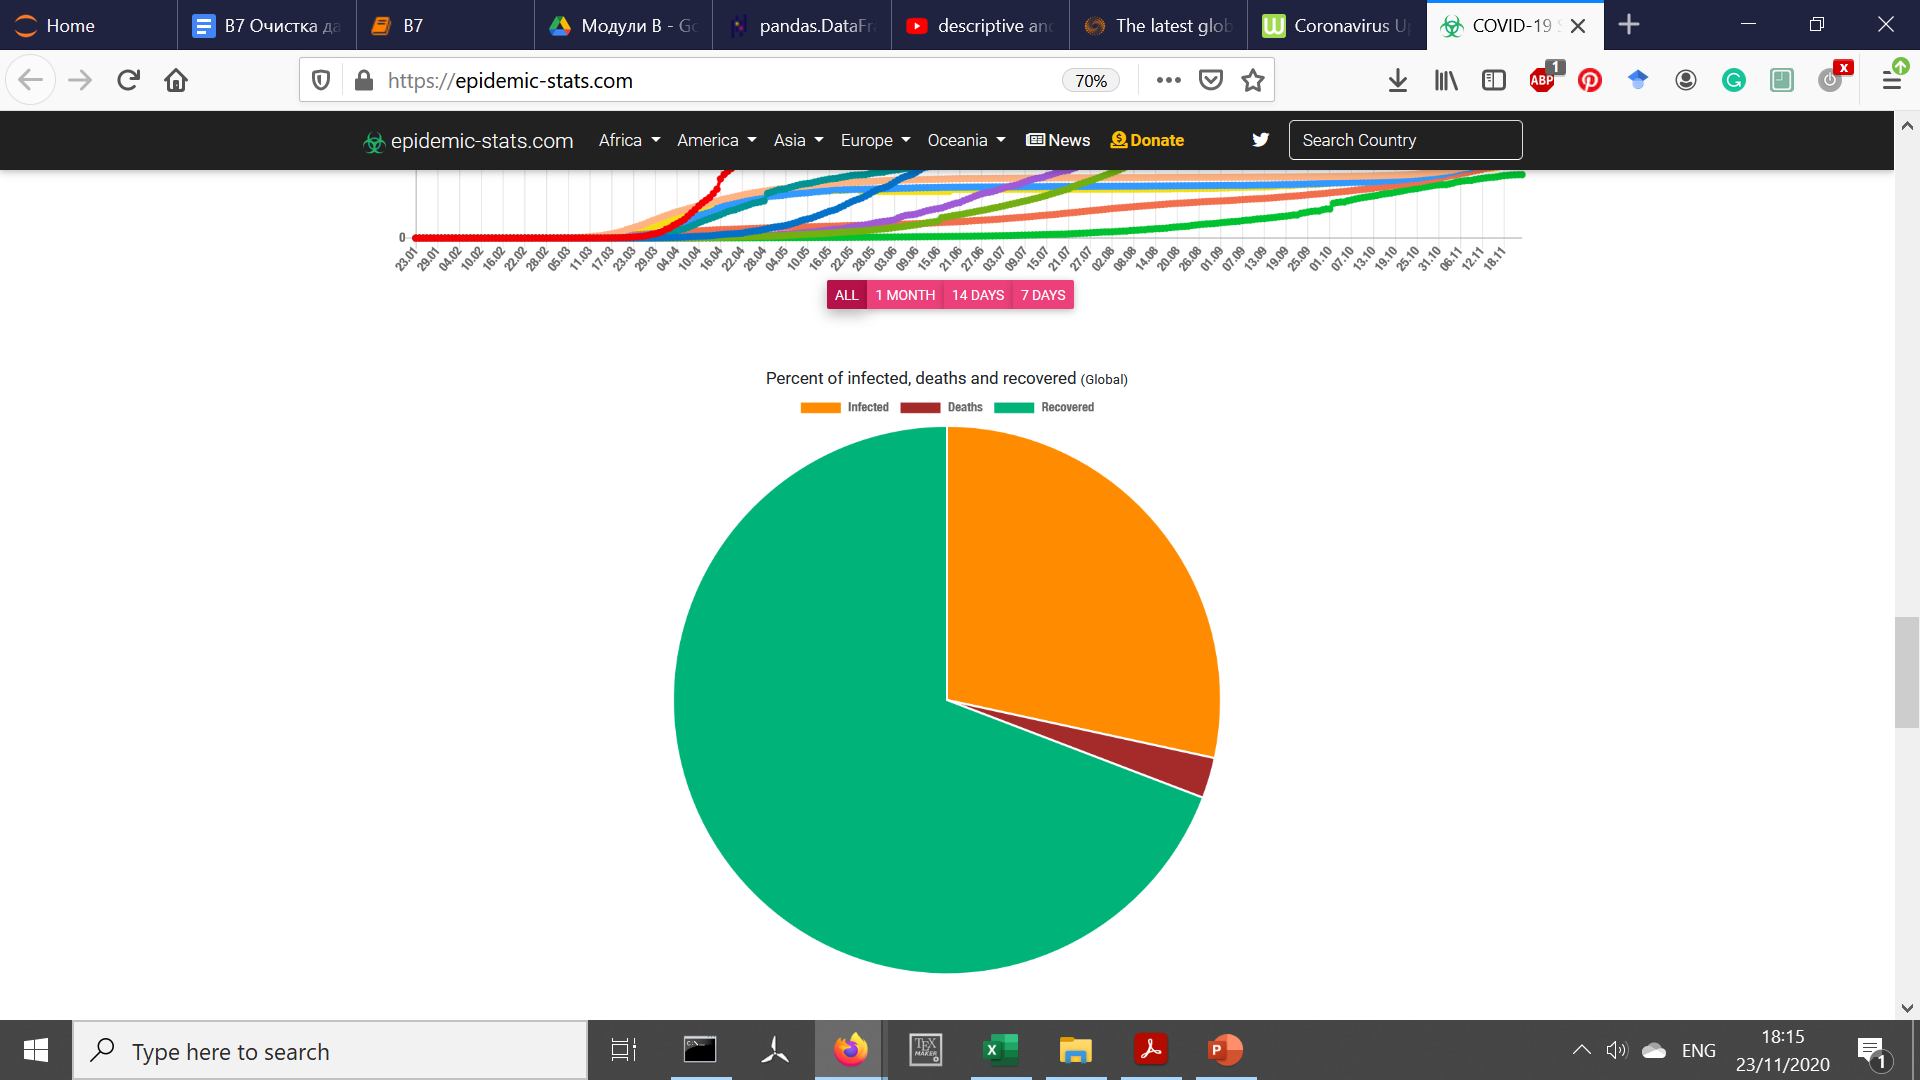 Home
B7 Очистка да
B7
Модули B - Go
pandas.DataFra
descriptive and
The latest glob
Coronavirus Up
COVID-19 S
https://epidemic-stats.com
70%
ABP
1
x
epidemic-stats.com
Africa
America
Asia
Europe
Oceania
News
Donate
Search Country
0
23.01 29.01 04.02 10.02 16.02 22.02 28.02 05.03 11.03 17.03 23.03 29.03 04.04 10.04 16.04 22.04 28.04 04.05 10.05 16.05 22.05 28.05 03.06 09.06 15.06 21.06 27.06 03.07 09.07 15.07 21.07 27.07 02.08 08.08 14.08 20.08 26.08 01.09 07.09 13.09 19.09 25.09 01.10 07.10 13.10 19.10 25.10 31.10 06.11 12.11 18.11
ALL 1 MONTH 14 DAYS 7 DAYS
Percent of infected, deaths and recovered (Global)
Infected Deaths Recovered
Type here to search
TEX
MAKER
ENG
18:15
23/11/2020
1